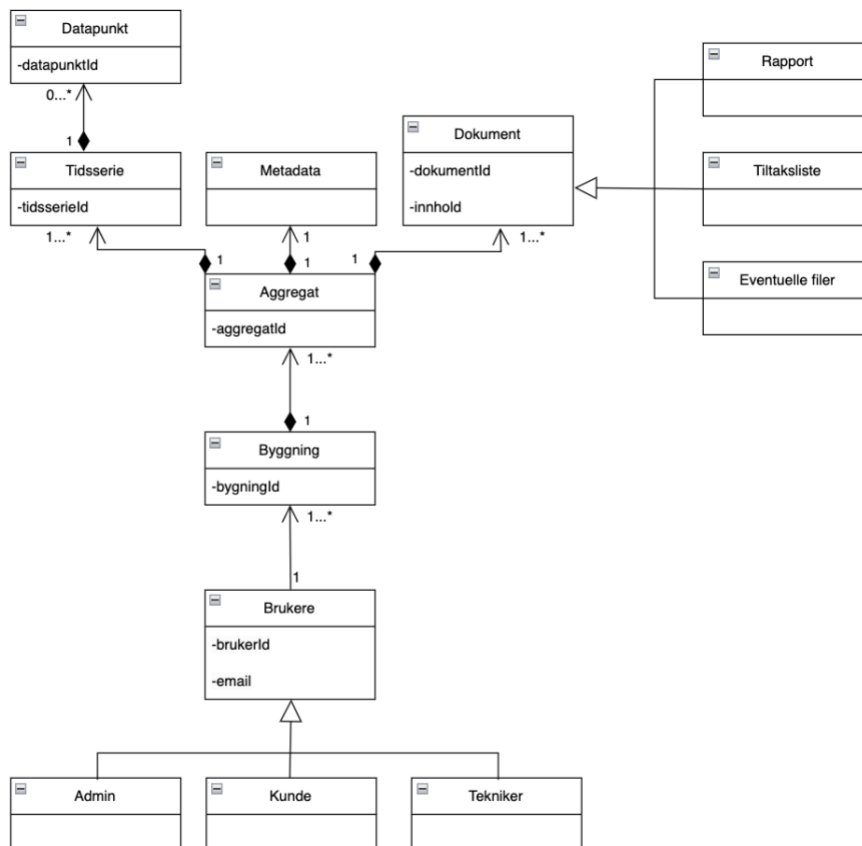 Datapunkt
-datapunktId
0...*
1
Tidsserie
-tidsserieId
1...*
Metadata
1
Dokument
-dokumentId
-innhold
1...*
Rapport
Tiltaksliste
Eventuelle filer
1
1
1
Aggregat
-aggregatId
1...*
1
Byggning
-bygningId
1...*
1
Brukere
-brukerId
-email
Admin
Kunde
Tekniker